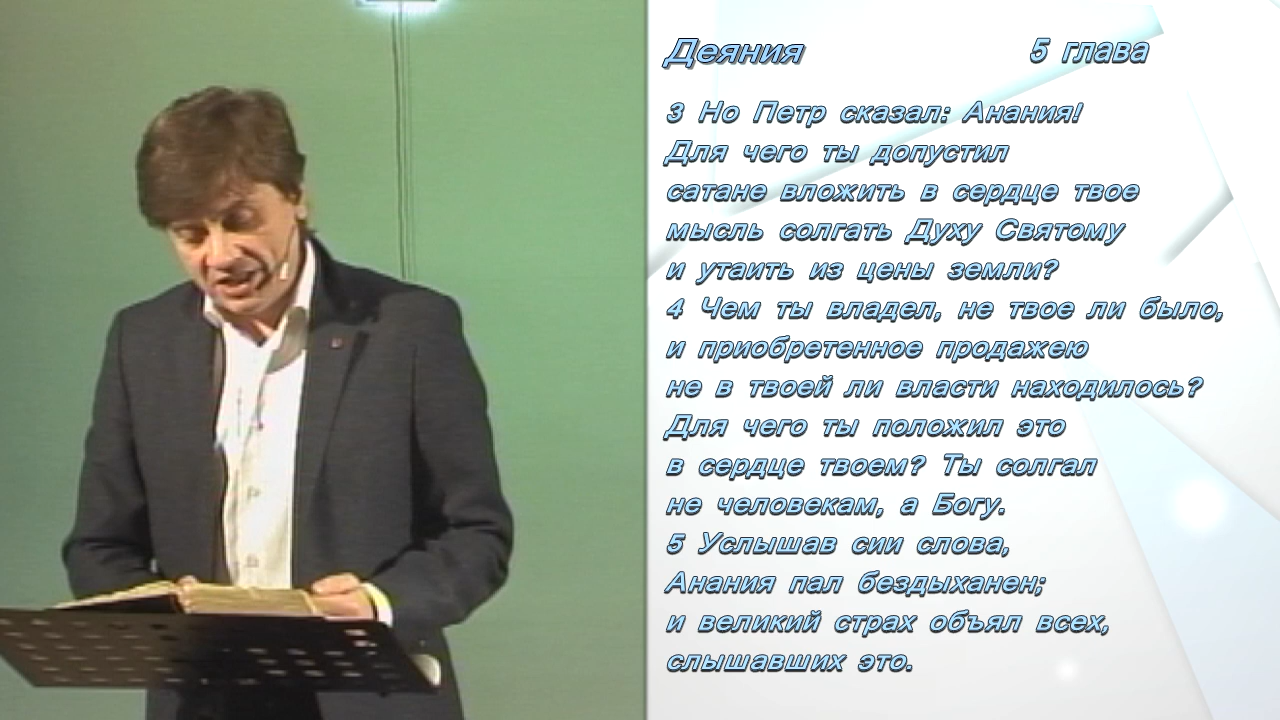 Деяния 5 глава
3 Но Петр сказал: Анания!
Для чего ты допустил
сатане вложить в сердце твое
мысль солгать Духу Святому
и утаить из цены земли?
4 Чем ты владел, не твое ли было,
и приобретенное продажею
не в твоей ли власти находилось?
Для чего ты положил это
в сердце твоем? Ты солгал
не человекам, а Богу.
5 Услышав сии слова,
Анания пал бездыханен;
и великий страх объял всех,
слышавших это.